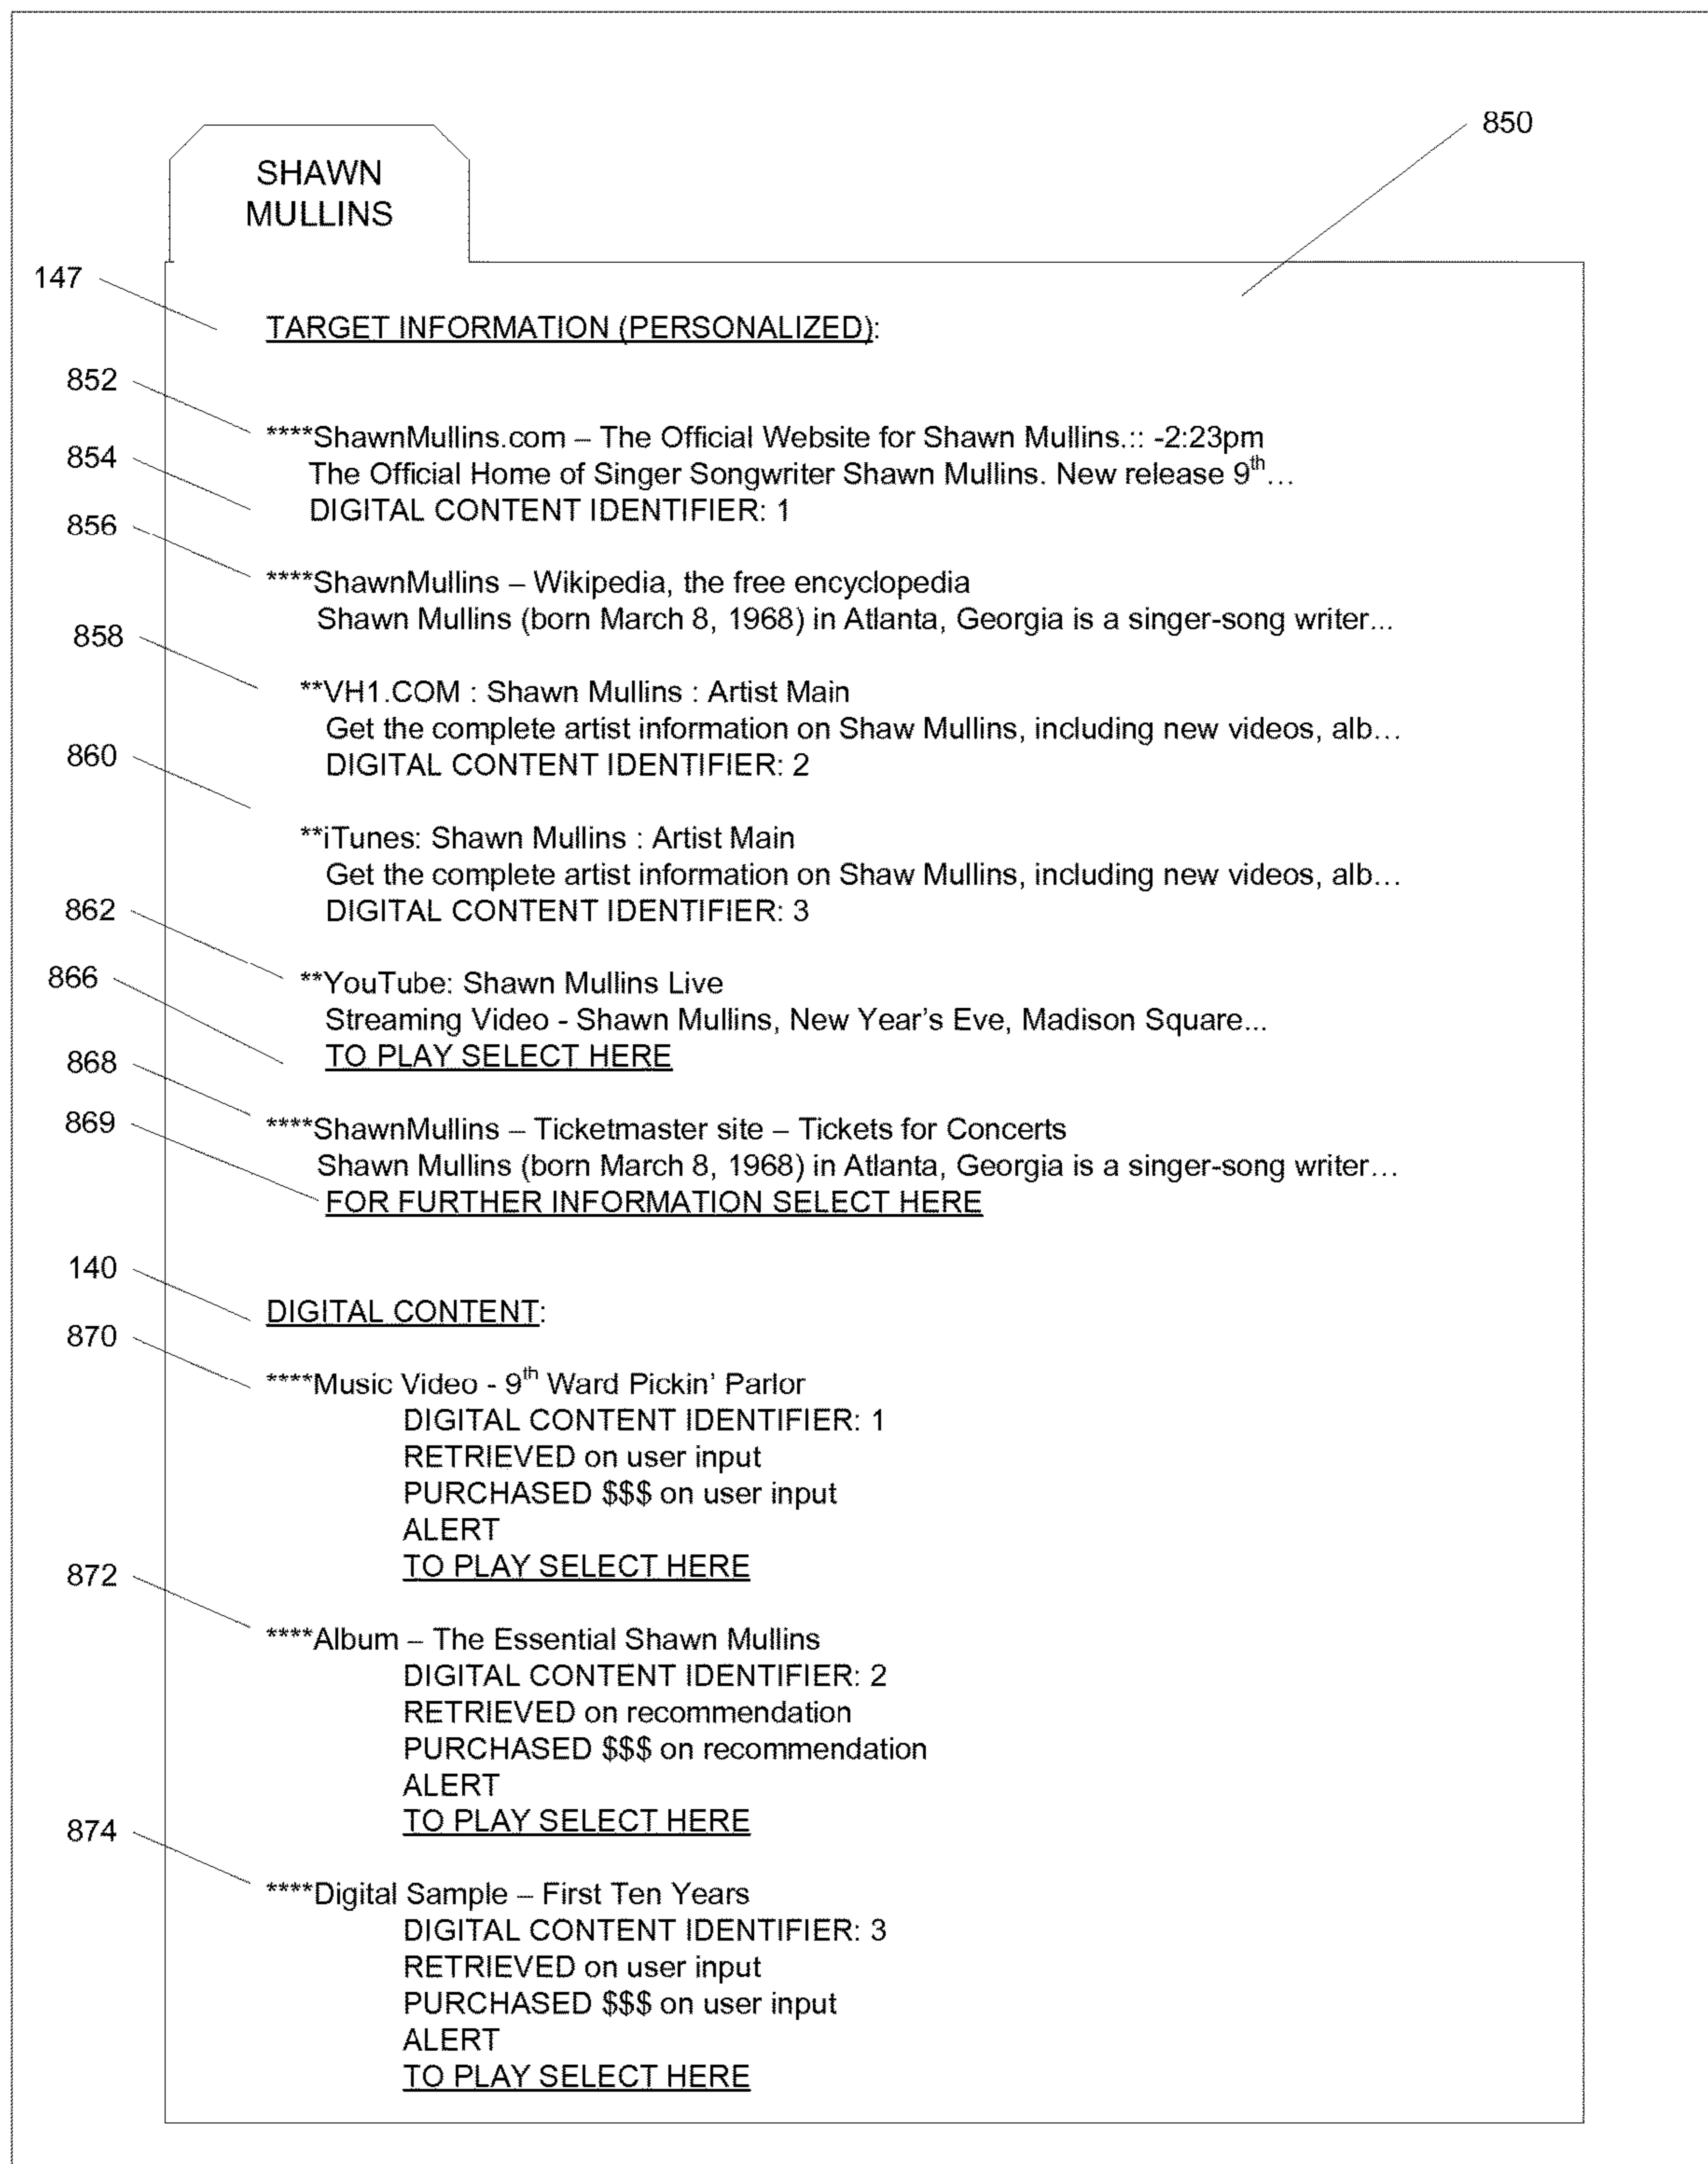 850
SHAWN
MULLINS
147
TARGET INFORMATION (PERSONALIZED):
852
****ShawnMullins.com – The Official Website for Shawn Mullins.:: -2:23pm
854
The Official Home of Singer Songwriter Shawn Mullins. New release 9th...
DIGITAL CONTENT IDENTIFIER: 1
856
****ShawnMullins – Wikipedia, the free encyclopedia
Shawn Mullins (born March 8, 1968) in Atlanta, Georgia is a singer-song writer...
858
**VH1.COM : Shawn Mullins : Artist Main
Get the complete artist information on Shaw Mullins, including new videos, alb...
860
DIGITAL CONTENT IDENTIFIER: 2
**iTunes: Shawn Mullins : Artist Main
Get the complete artist information on Shaw Mullins, including new videos, alb...
862
DIGITAL CONTENT IDENTIFIER: 3
866
**YouTube: Shawn Mullins Live
Streaming Video - Shawn Mullins, New Year's Eve, Madison Square...
868
TO PLAY SELECT HERE
869
****ShawnMullins – Ticketmaster site – Tickets for Concerts
Shawn Mullins (born March 8, 1968) in Atlanta, Georgia is a singer-song writer...
FOR FURTHER INFORMATION SELECT HERE
140
DIGITAL CONTENT:
870
****Music Video - 9th Ward Pickin' Parlor
DIGITAL CONTENT IDENTIFIER: 1
RETRIEVED on user input
PURCHASED $$$ on user input
ALERT
TO PLAY SELECT HERE
872
****Album – The Essential Shawn Mullins
DIGITAL CONTENT IDENTIFIER: 2
RETRIEVED on recommendation
PURCHASED $$$ on recommendation
ALERT
TO PLAY SELECT HERE
874
****Digital Sample – First Ten Years
DIGITAL CONTENT IDENTIFIER: 3
RETRIEVED on user input
PURCHASED $$$ on user input
ALERT
TO PLAY SELECT HERE